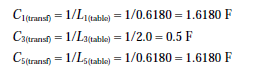 C1(transf) = 1/L1(table) = 1/0.6180 = 1.6180 F
C3(transf) = 1/L3(table) = 1/2.0 = 0.5 F
C5(transf) = 1/L5(table) = 1/0.6180 = 1.6180 F